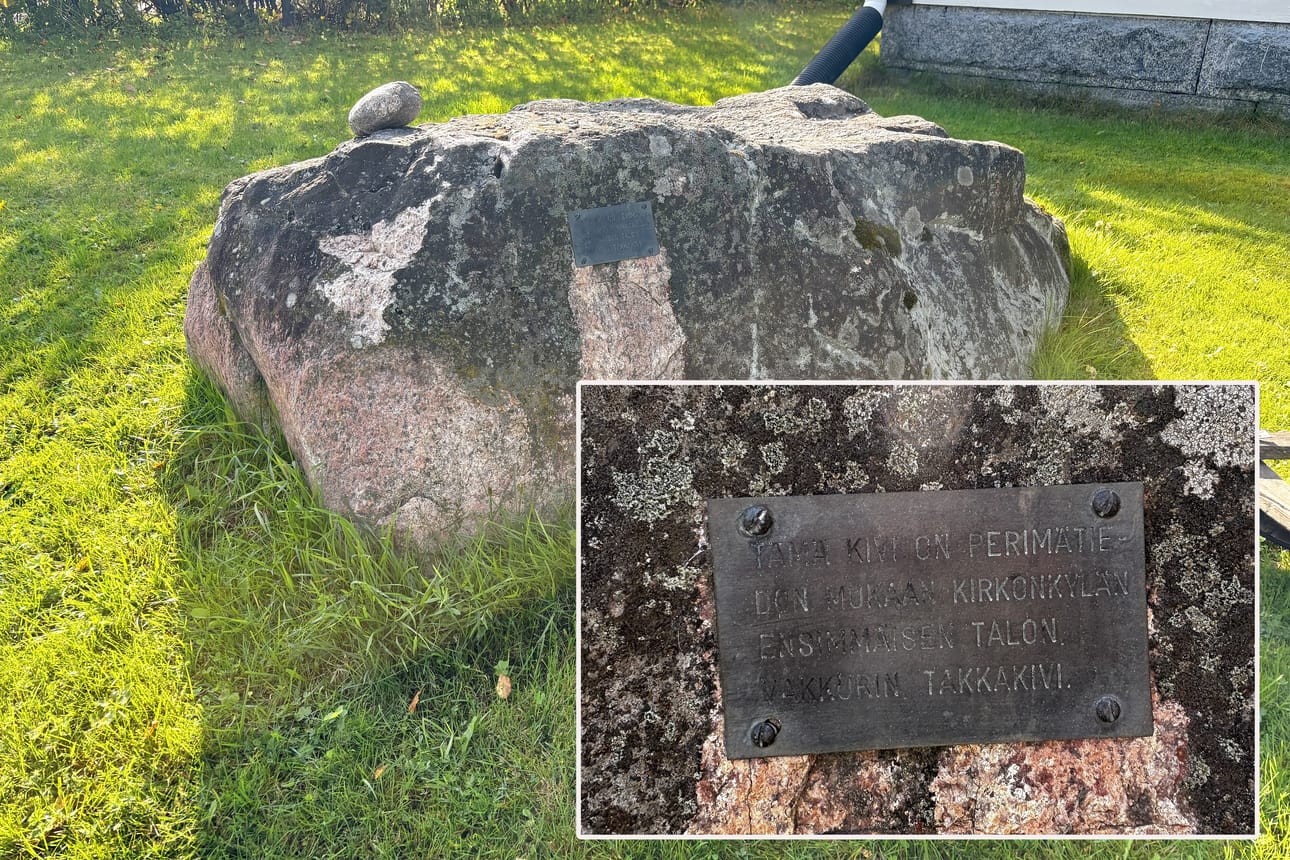 TÄMÄ KIVI ON PERIMÄTIE-
DON MUKAAN KIRKONKYLÄN
ENSIMMÄISEN TALON,
VAKKURIN TAKKAKIVI.